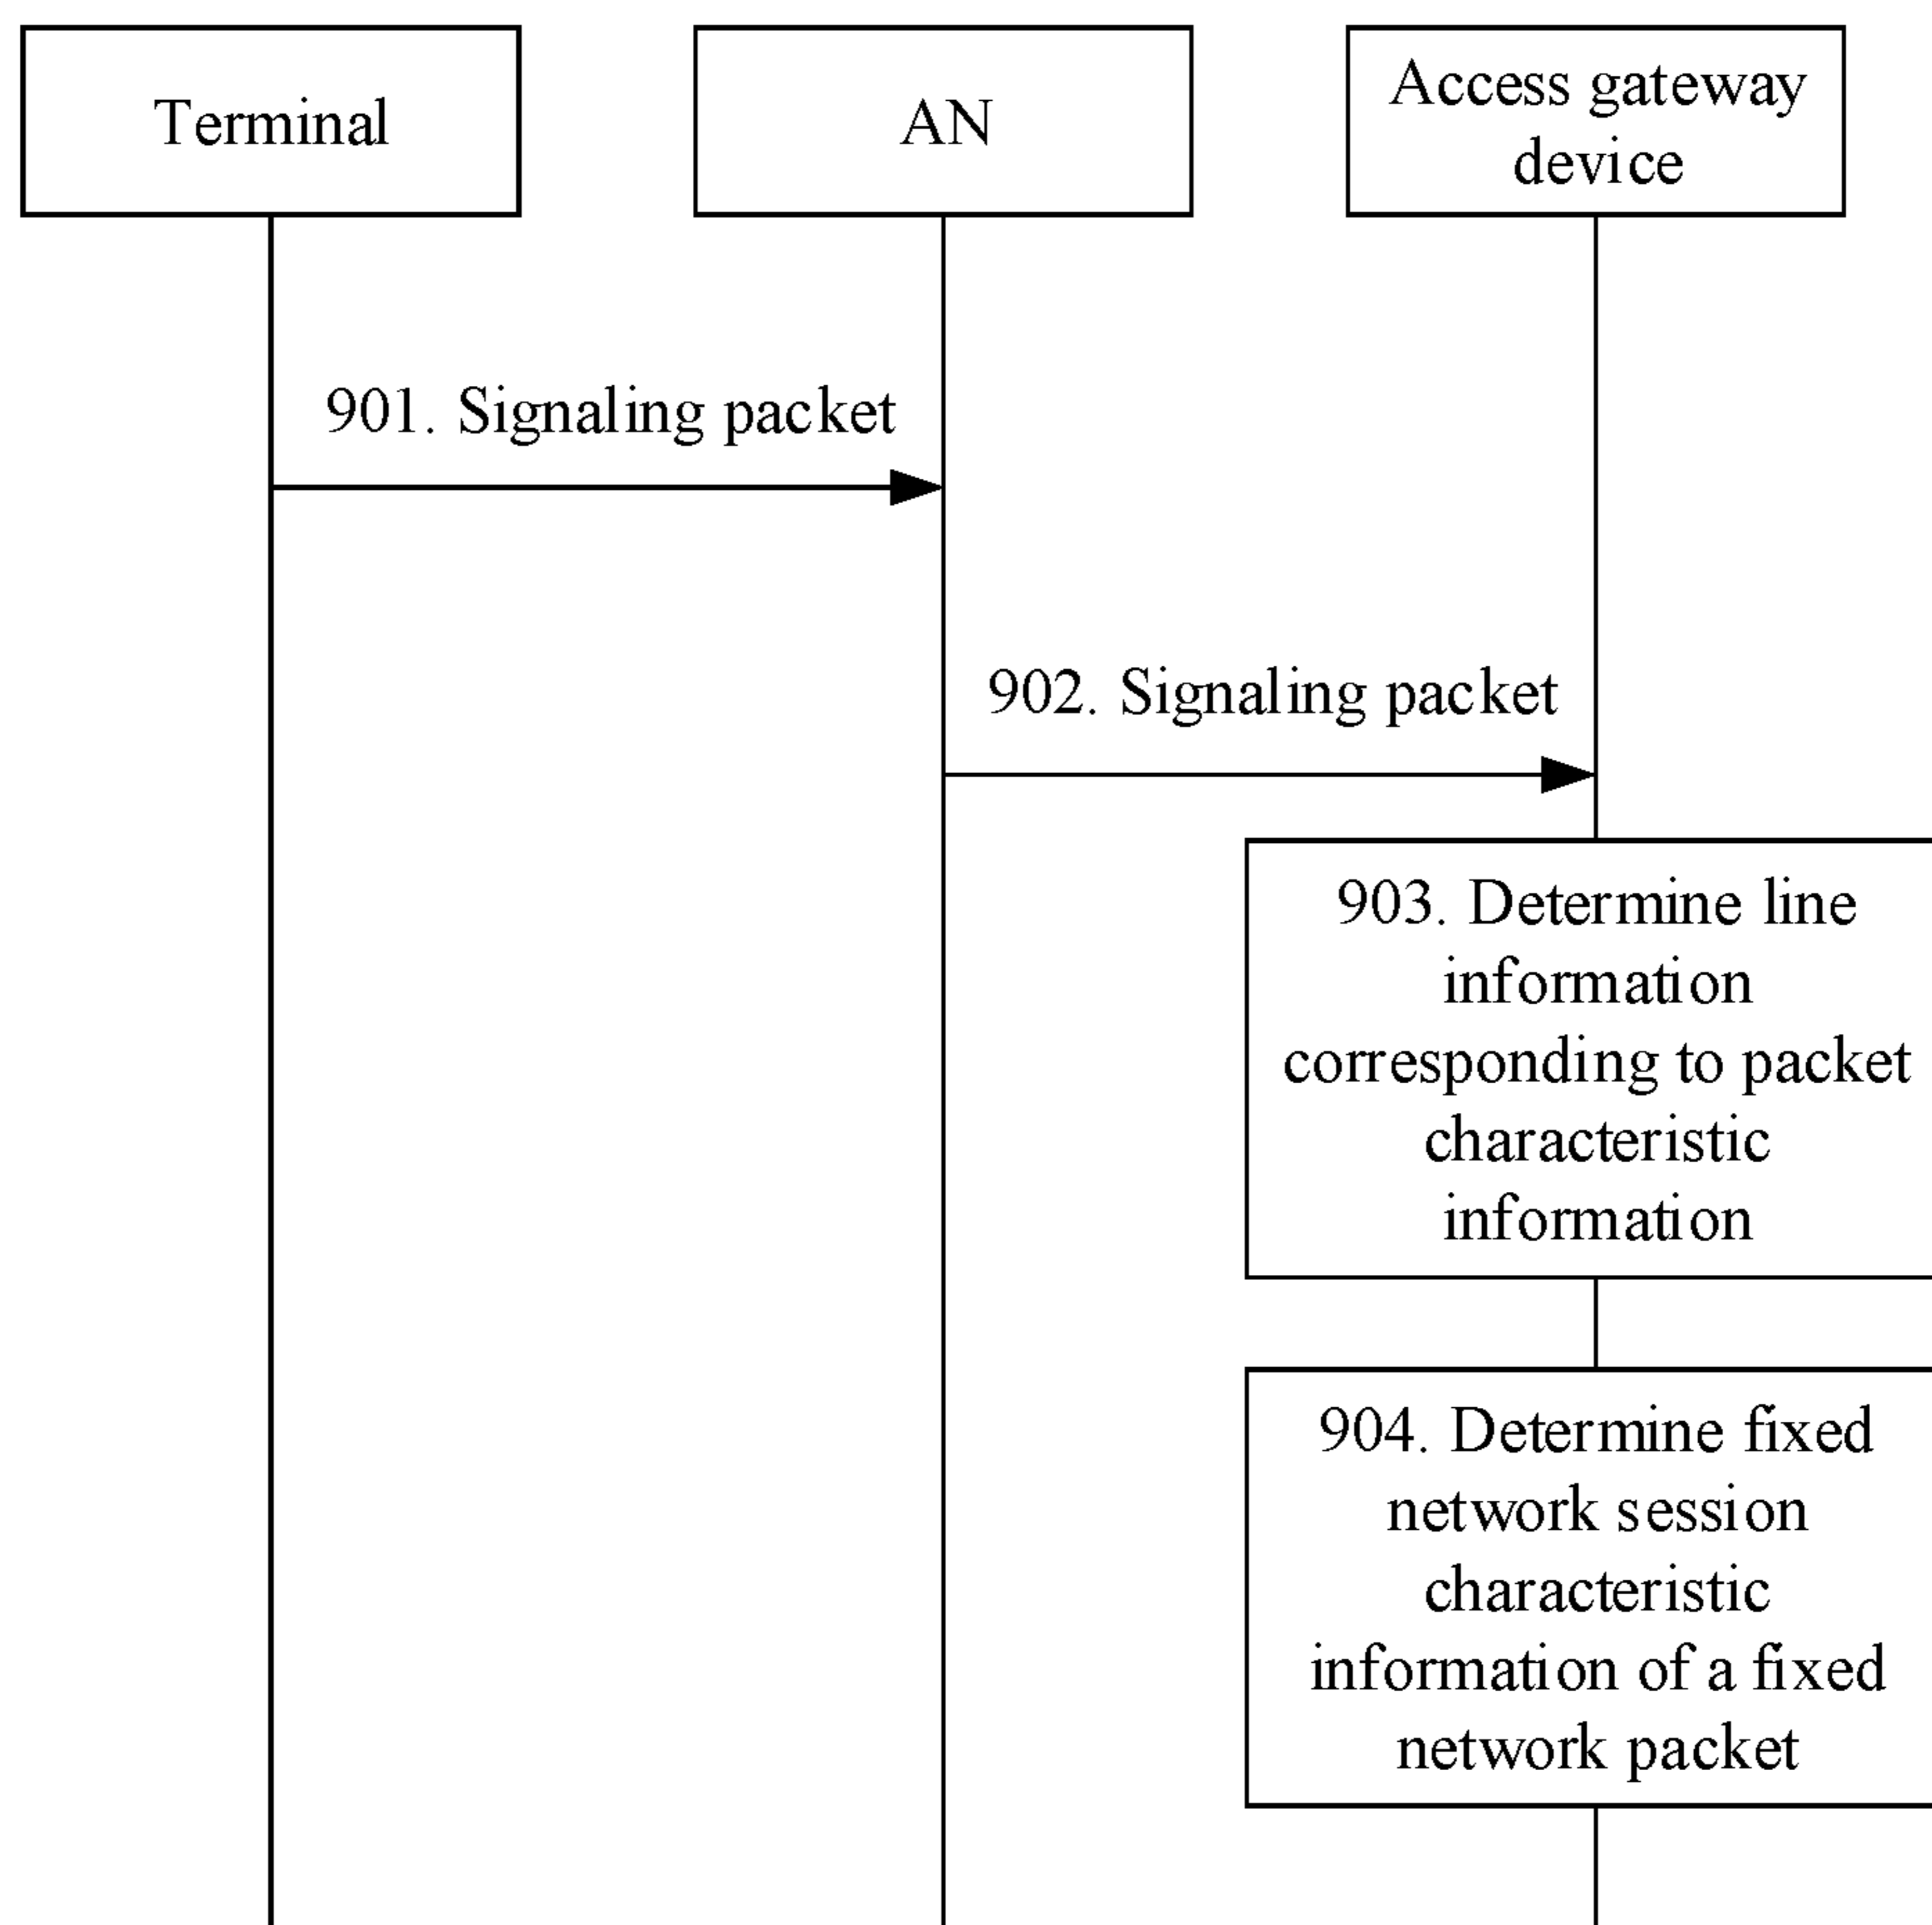 Terminal
AN
Access gateway
device
901. Signaling packet
902. Signaling packet
903. Determine line
information
corresponding to packet
characteristic
information
904. Determine fixed
network session
characteristic
information of a fixed
network packet